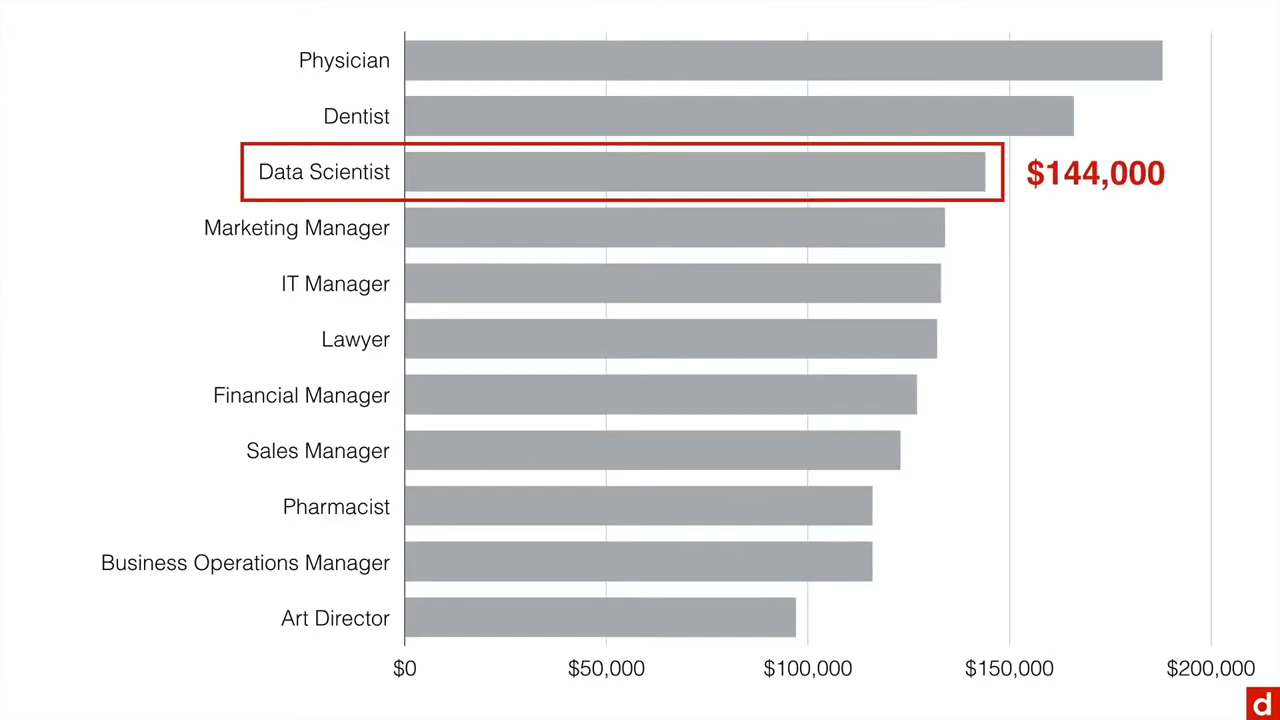 Physician
Dentist
Data Scientist
$144,000
Marketing Manager
IT Manager
Lawyer
Financial Manager
Sales Manager
Pharmacist
Business Operations Manager
Art Director
$0 $50,000 $100,000 $150,000 $200,000
d